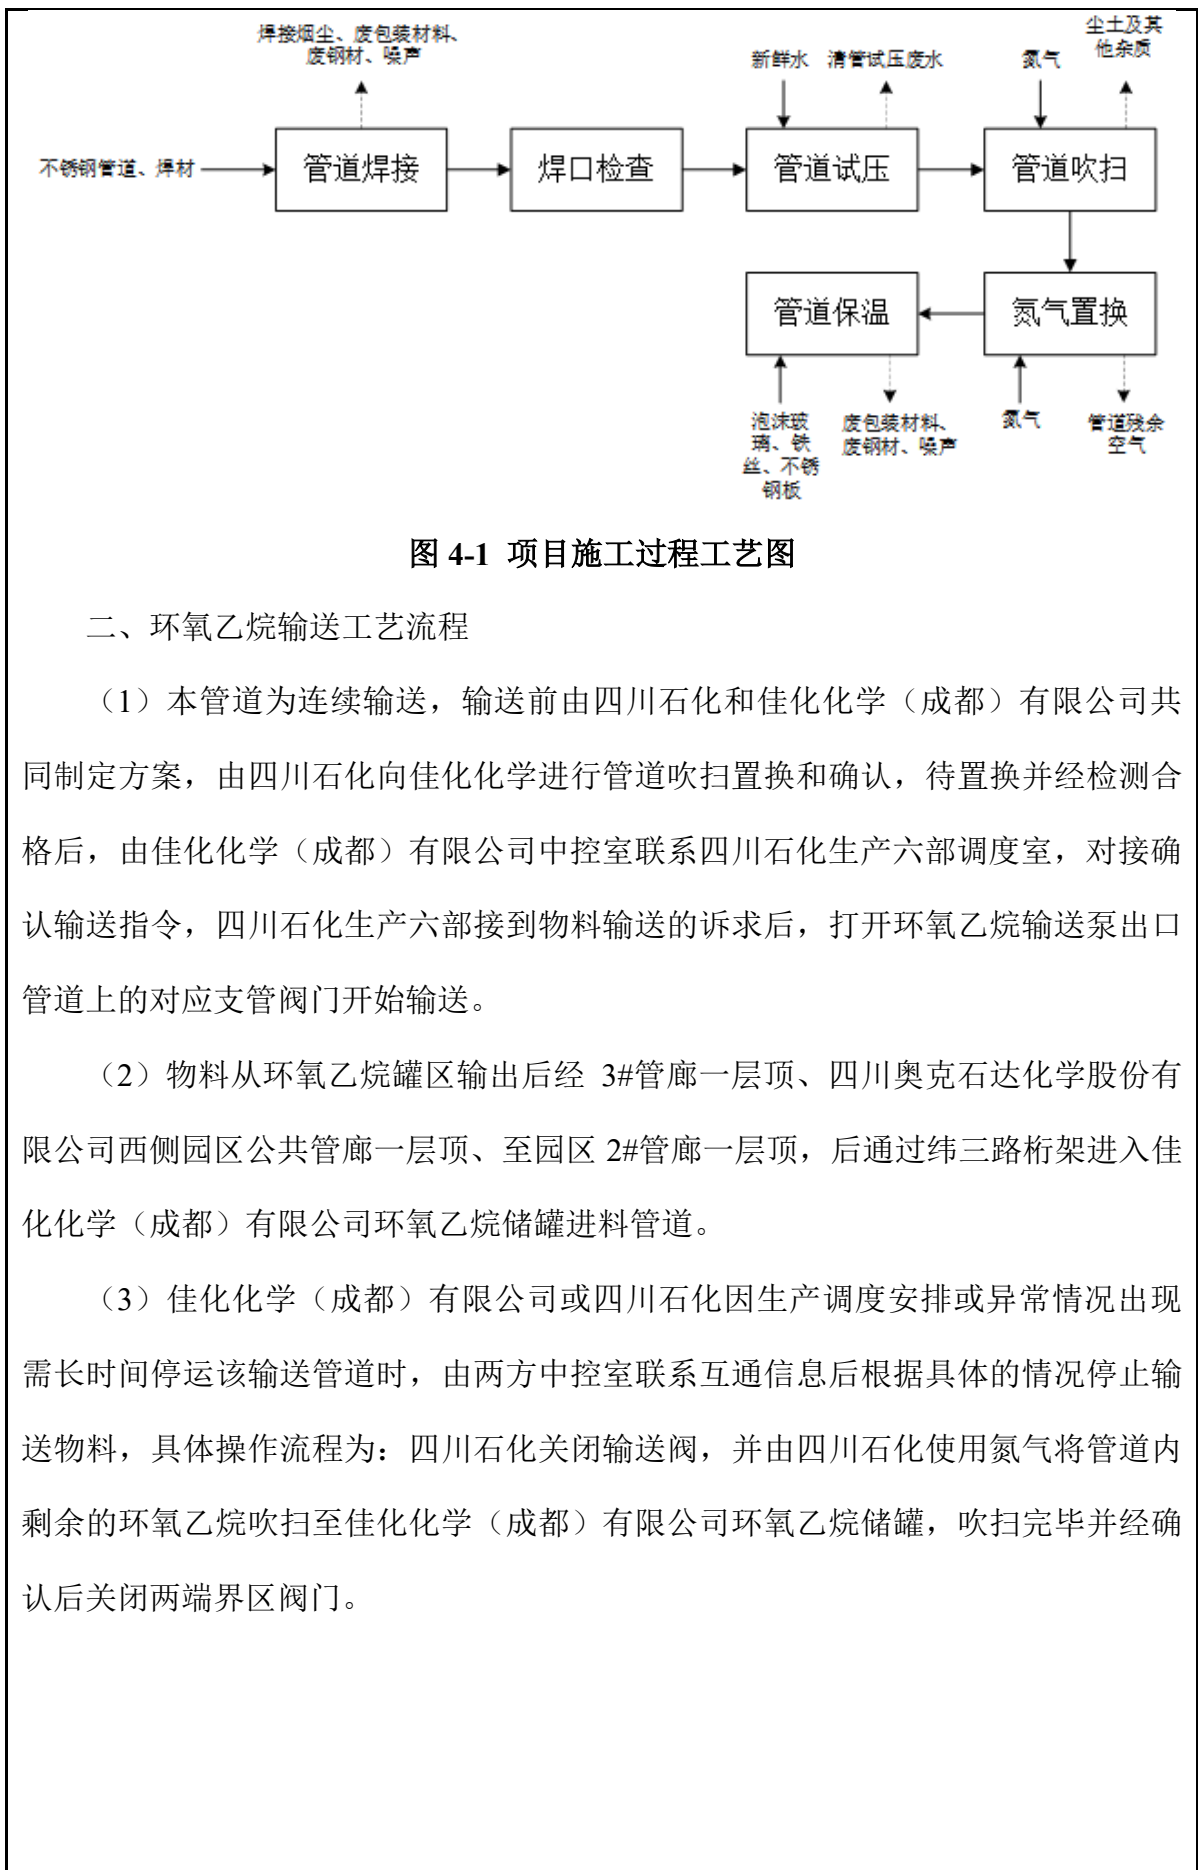 焊接烟尘、废包装材料、
废钢材、噪声
新鲜水
清管试压废水
氮气
尘土及其
他杂质
不锈钢管道、焊材
管道焊接
焊口检查
管道试压
管道吹扫
管道保温
氮气置换
泡沫玻
璃、铁
丝、不锈
钢板
废包装材料、
废钢材、噪声
氮气
管道残余
空气
图 4-1 项目施工过程工艺图
二、环氧乙烷输送工艺流程
（1）本管道为连续输送，输送前由四川石化和佳化化学（成都）有限公司共
同制定方案，由四川石化向佳化化学进行管道吹扫置换和确认，待置换并经检测合
格后，由佳化化学（成都）有限公司中控室联系四川石化生产六部调度室，对接确
认输送指令，四川石化生产六部接到物料输送的诉求后，打开环氧乙烷输送泵出口
管道上的对应支管阀门开始输送。
（2）物料从环氧乙烷罐区输出后经 3#管廊一层顶、四川奥克石达化学股份有
限公司西侧园区公共管廊一层顶、至园区 2#管廊一层顶，后通过纬三路桁架进入佳
化化学（成都）有限公司环氧乙烷储罐进料管道。
（3）佳化化学（成都）有限公司或四川石化因生产调度安排或异常情况出现
需长时间停运该输送管道时，由两方中控室联系互通信息后根据具体的情况停止输
送物料，具体操作流程为：四川石化关闭输送阀，并由四川石化使用氮气将管道内
剩余的环氧乙烷吹扫至佳化化学（成都）有限公司环氧乙烷储罐，吹扫完毕并经确
认后关闭两端界区阀门。